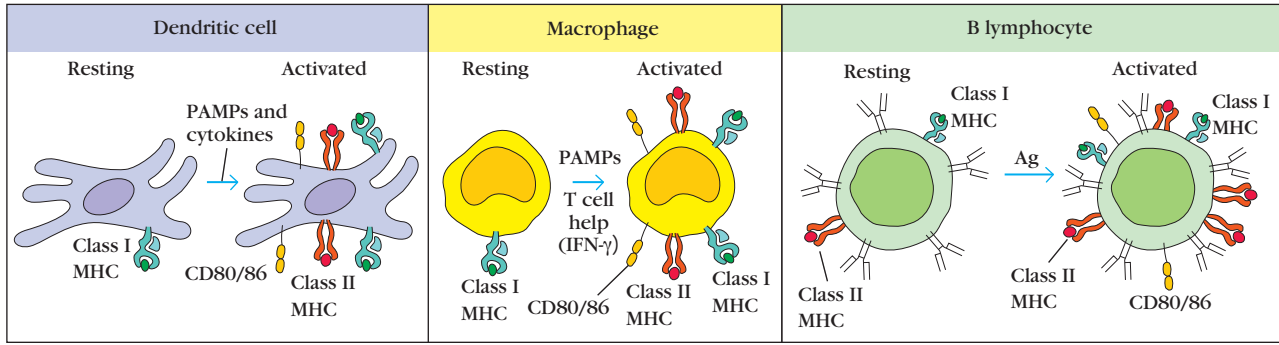 Dendritic cell
Resting
Activated
PAMPs and
cytokines
Class I
MHC
CD80/86
Class II
MHC
Macrophage
Resting
Activated
PAMPs
T cell
help
(IFN-γ)
Class I
MHC
CD80/86
Class II
MHC
Class I
MHC
B lymphocyte
Resting
Activated
Class I
MHC
Class I
MHC
Ag
Class II
MHC
Class II
MHC
CD80/86